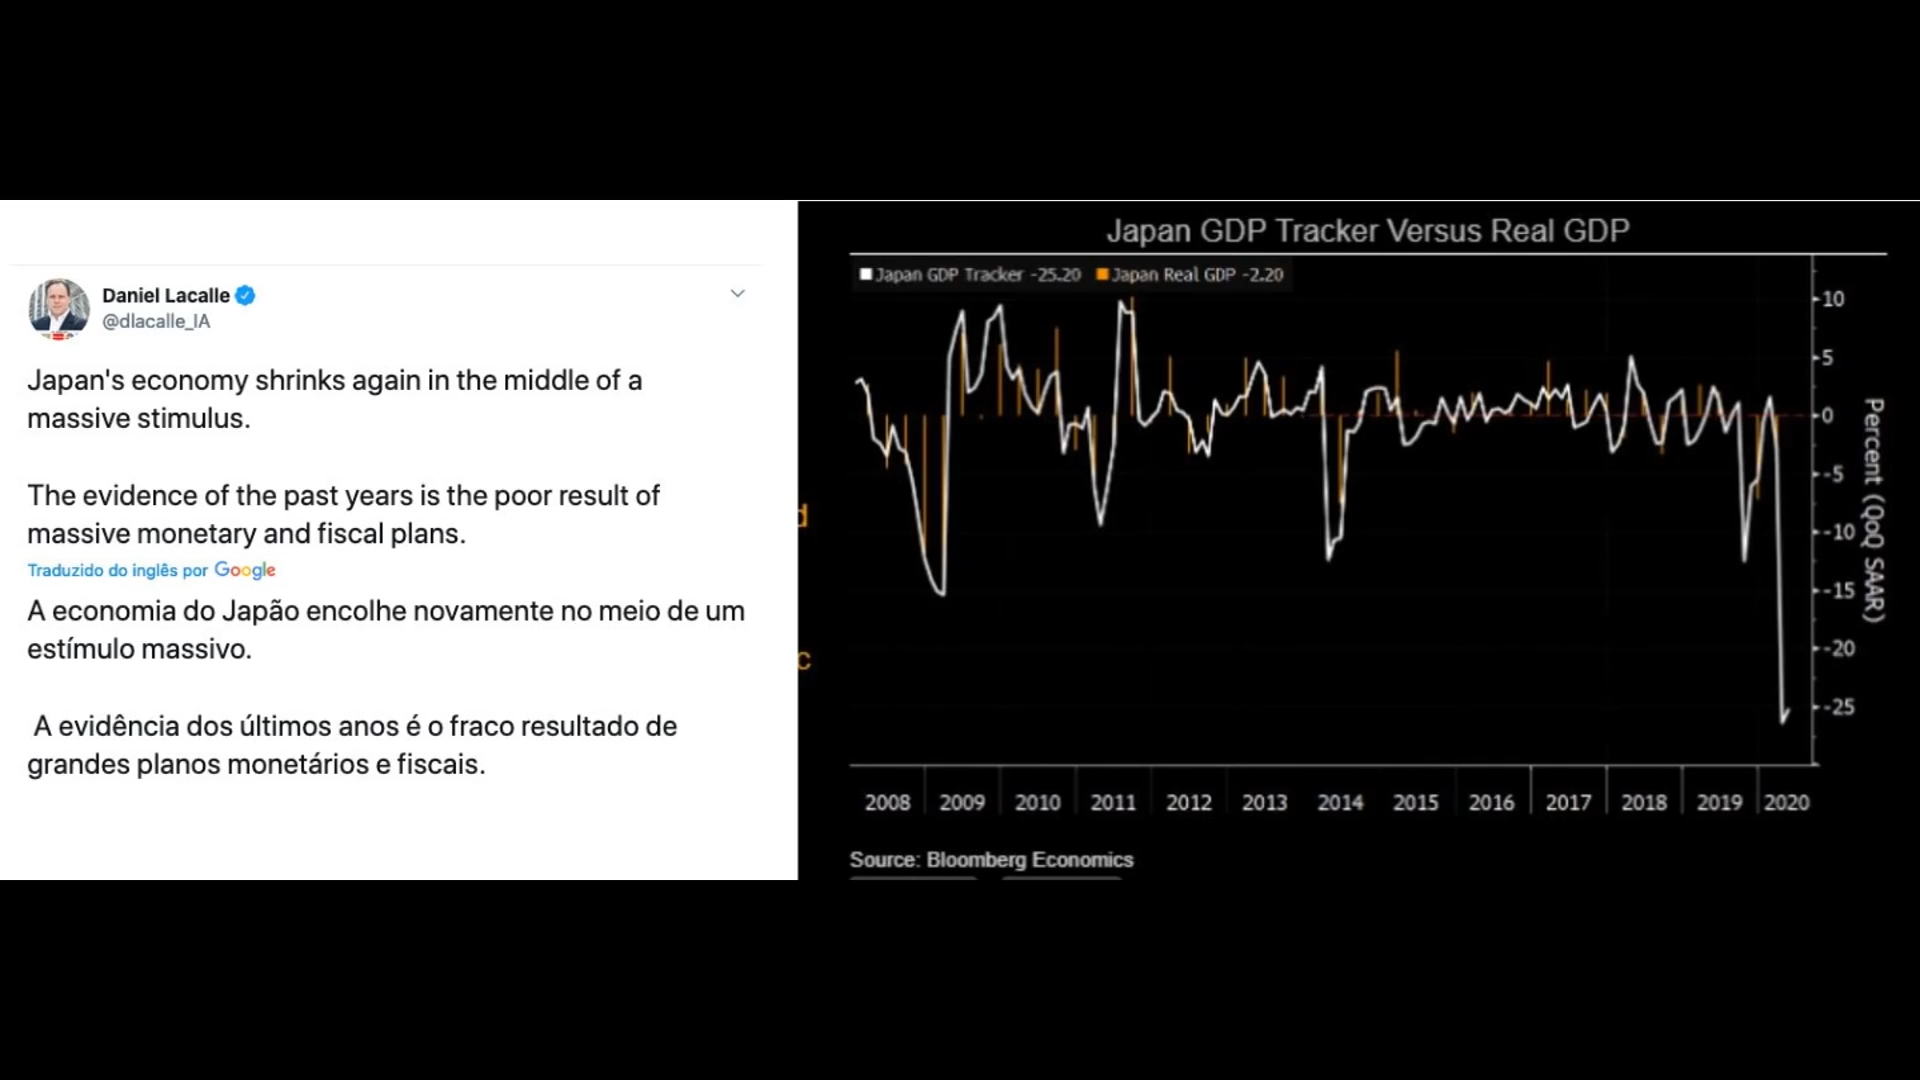 Daniel Lacalle
@dlacalle_IA
Japan's economy shrinks again in the middle of a
massive stimulus.
The evidence of the past years is the poor result of
massive monetary and fiscal plans.
Traduzido do inglês por Google
A economia do Japão encolhe novamente no meio de um
estímulo massivo.
A evidência dos últimos anos é o fraco resultado de
grandes planos monetários e fiscais.
d
c
Japan GDP Tracker Versus Real GDP
Japan GDP Tracker -25.20 Japan Real GDP -2.20
10
5
0
-5
-10
-15
-20
-25
Percent (QoQ SAAR)
2008 2009 2010 2011 2012 2013 2014 2015 2016 2017 2018 2019 2020
Source: Bloomberg Economics